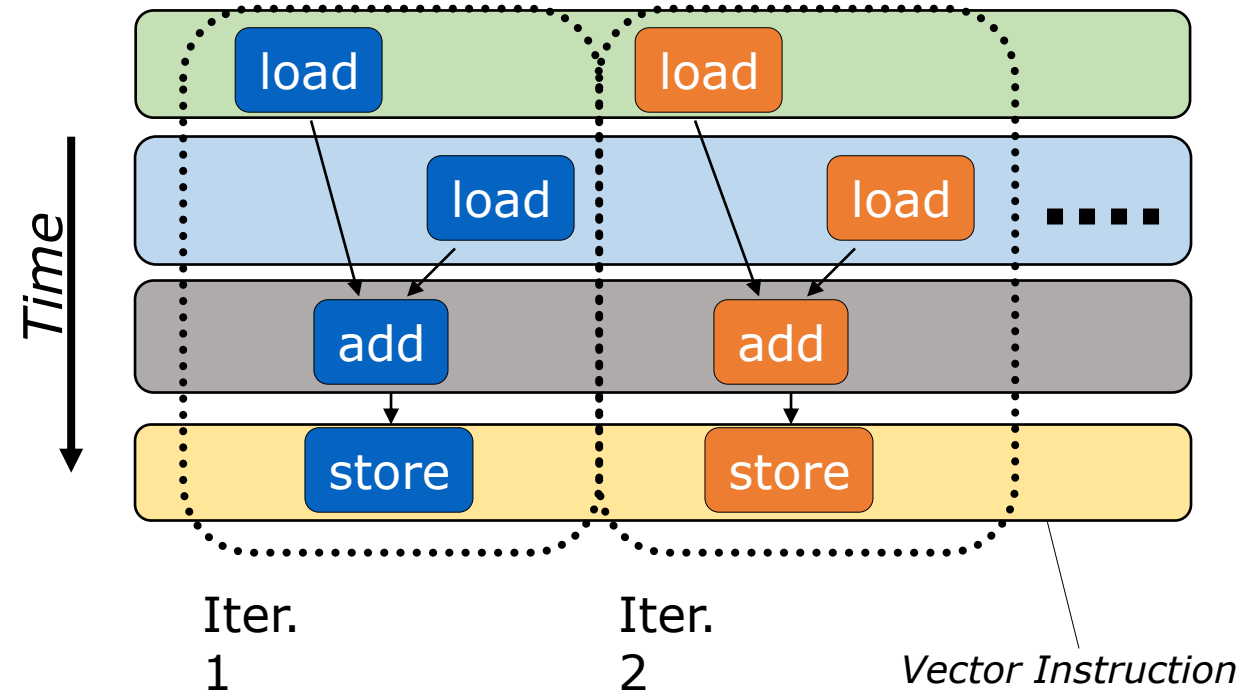 load
load
load
load
Time
add
add
store
store
Iter.
1
Iter.
2
Vector Instruction